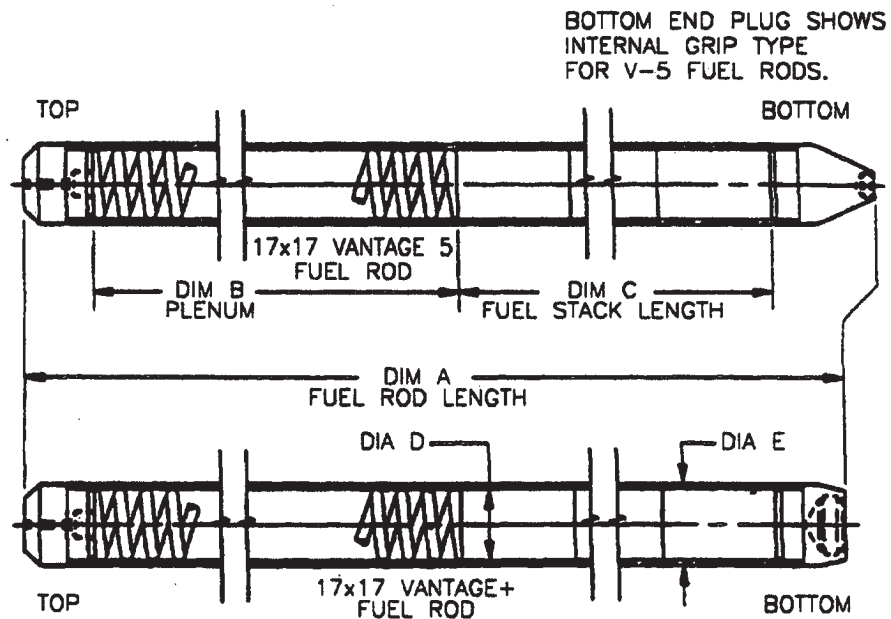 BOTTOM END PLUG SHOWS
INTERNAL GRIP TYPE
FOR V-5 FUEL RODS.
TOP
BOTTOM
17x17 VANTAGE 5
FUEL ROD
DIM B
PLENUM
DIM C
FUEL STACK LENGTH
DIM A
FUEL ROD LENGTH
DIA D
DIA E
17x17 VANTAGE+
FUEL ROD
TOP
BOTTOM